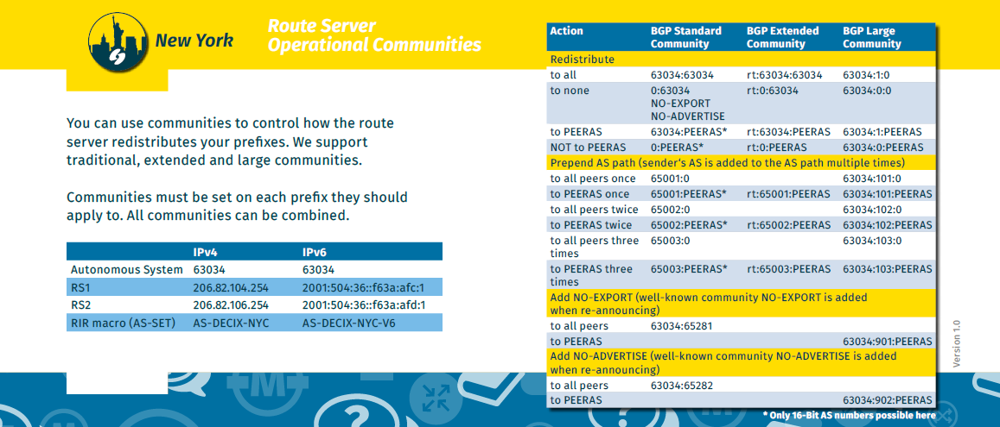 New York
Route Server
Operational Communities
You can use communities to control how the route
server redistributes your prefixes. We support
traditional, extended and large communities.
Communities must be set on each prefix they should
apply to. All communities can be combined.
IPv4 IPv6
Autonomous System 63034 63034
RS1 206.82.104.254 2001:504:36::f63a:afc:1
RS2 206.82.106.254 2001:504:36::f63a:afd:1
RIR macro (AS-SET) AS-DECIX-NYC AS-DECIX-NYC-V6
Action BGP Standard BGP Extended BGP Large
Community Community Community
Redistribute
to all 63034:63034 rt:63034:63034 63034:1:0
to none 0:63034 rt:0:63034 63034:0:0
NO-EXPORT
NO-ADVERTISE
to PEERAS 63034:PEERAS* rt:63034:PEERAS 63034:1:PEERAS
NOT to PEERAS 0:PEERAS* rt:0:PEERAS 63034:0:PEERAS
Prepend AS path (sender's AS is added to the AS path multiple times)
to all peers once 65001:0 63034:101:0
to PEERAS once 65001:PEERAS* rt:65001:PEERAS 63034:101:PEERAS
to all peers twice 65002:0 63034:102:0
to PEERAS twice 65002:PEERAS* rt:65002:PEERAS 63034:102:PEERAS
to all peers three 65003:0 63034:103:0
times
to PEERAS three 65003:PEERAS* rt:65003:PEERAS 63034:103:PEERAS
times
Add NO-EXPORT (well-known community NO-EXPORT is added
when re-announcing)
to all peers 63034:65281
to PEERAS 63034:901:PEERAS
Add NO-ADVERTISE (well-known community NO-ADVERTISE is added
when re-announcing)
to all peers 63034:65282
to PEERAS 63034:902:PEERAS
* Only 16-Bit AS numbers possible here
Version 1.0
M
?
?